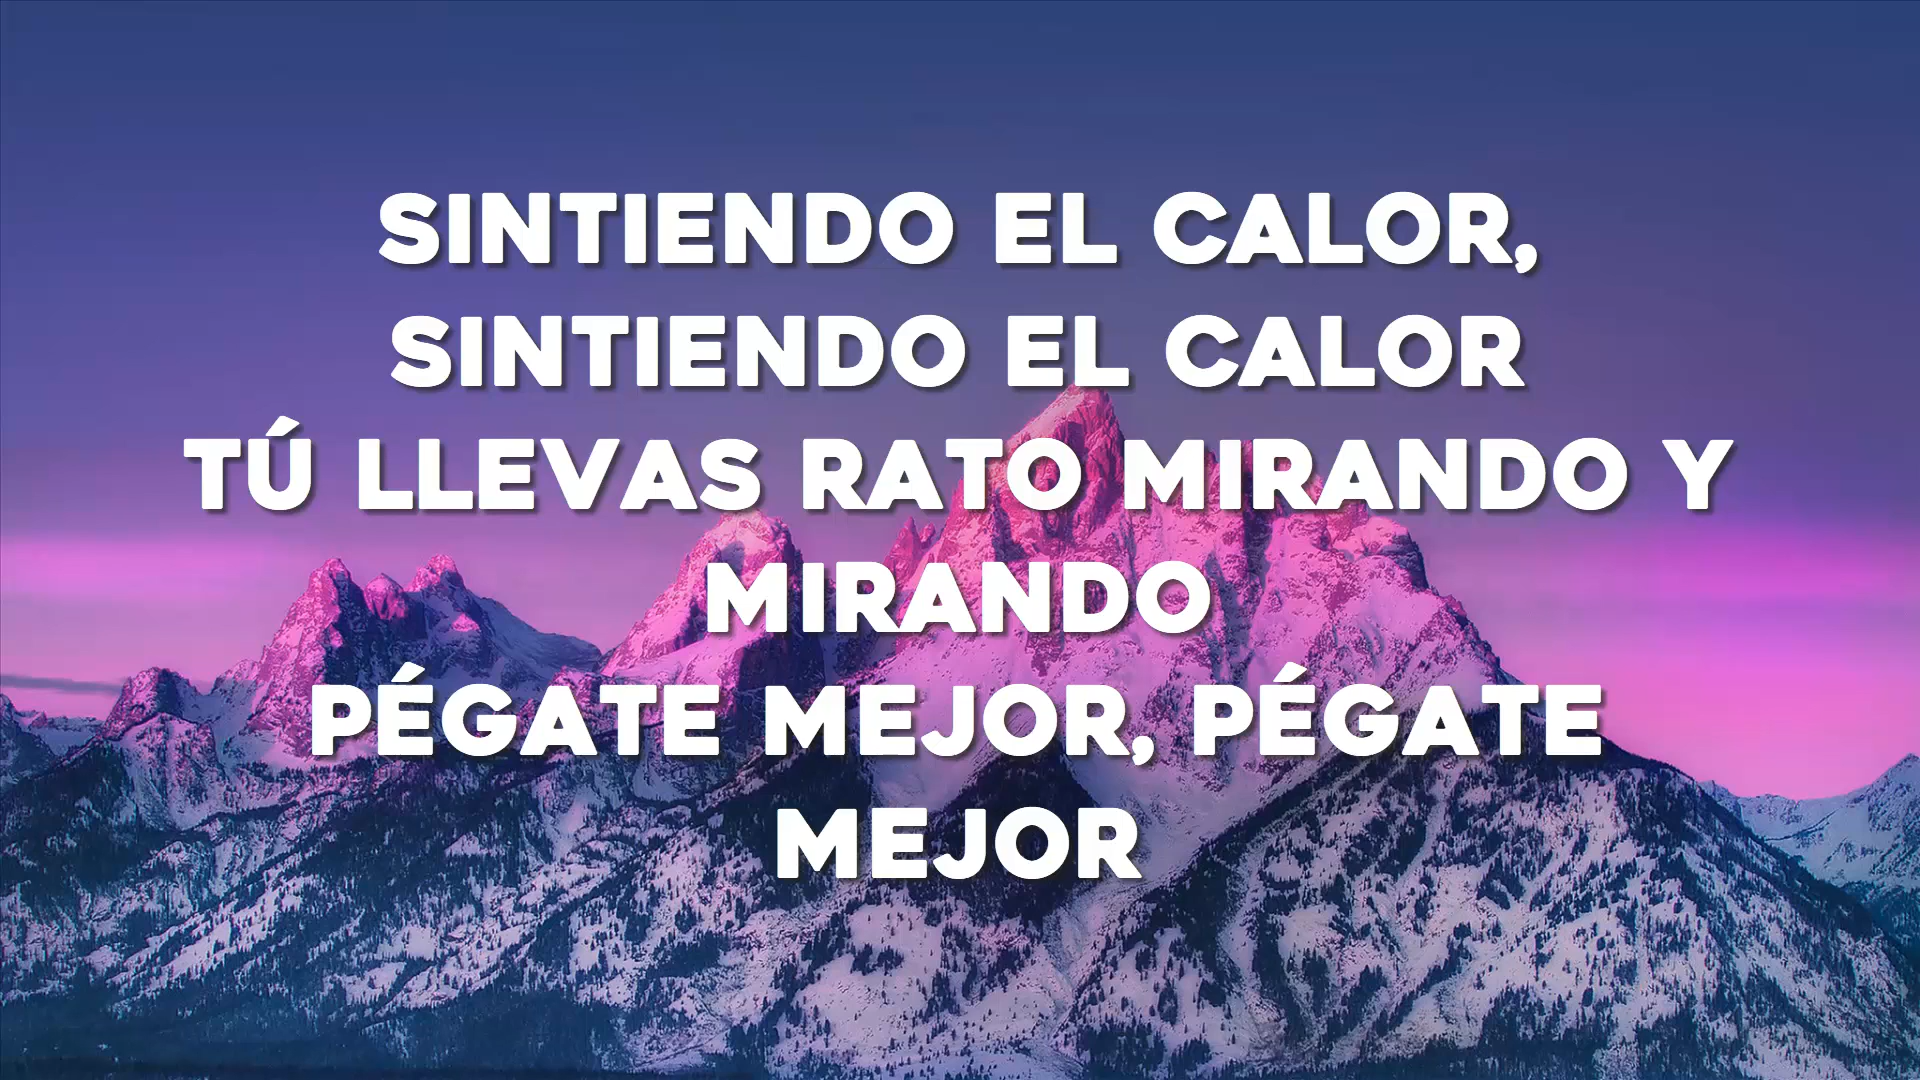 SINTIENDO EL CALOR,
SINTIENDO EL CALOR
TÚ LLEVAS RATO MIRANDO Y
MIRANDO
PÉGATE MEJOR, PÉGATE
MEJOR